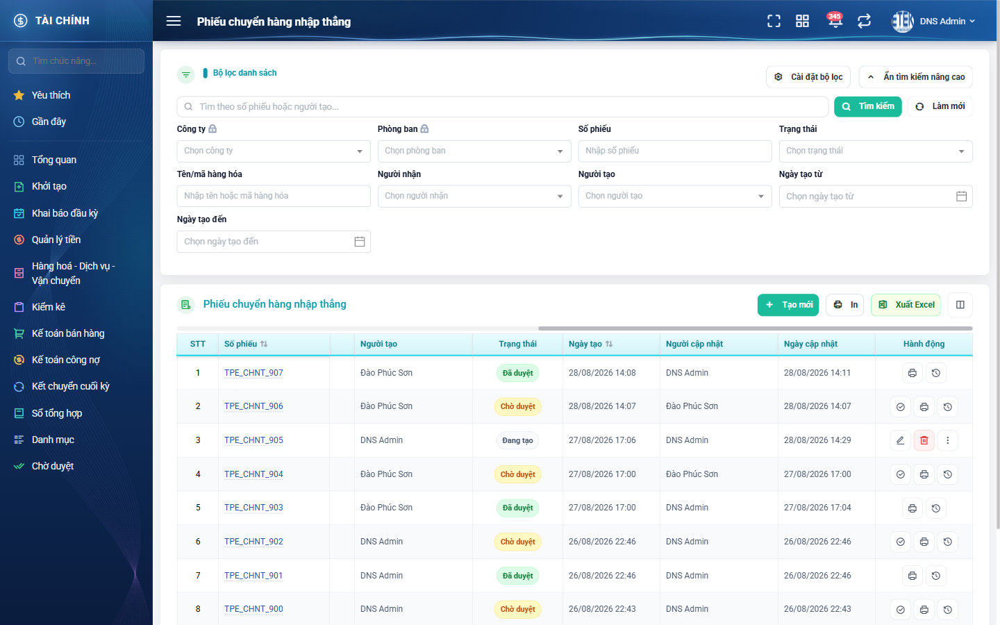 TÀI CHÍNH
Phiếu chuyển hàng nhập thẳng
345
DNS Admin
Tìm chức năng...
Yêu thích
Gần đây
Tổng quan
Khởi tạo
Khai báo đầu kỳ
Quản lý tiền
Hàng hoá - Dịch vụ -
Vận chuyển
Kiểm kê
Kế toán bán hàng
Kế toán công nợ
Kết chuyển cuối kỳ
Sổ tổng hợp
Danh mục
Chờ duyệt
Bộ lọc danh sách
Cài đặt bộ lọc
Ẩn tìm kiếm nâng cao
Tìm theo số phiếu hoặc người tạo...
Tìm kiếm
Làm mới
Công ty
Phòng ban
Số phiếu
Trạng thái
Chọn công ty
Chọn phòng ban
Nhập số phiếu
Chọn trạng thái
Tên/mã hàng hóa
Người nhận
Người tạo
Ngày tạo từ
Nhập tên hoặc mã hàng hóa
Chọn người nhận
Chọn người tạo
Chọn ngày tạo từ
Ngày tạo đến
Chọn ngày tạo đến
Phiếu chuyển hàng nhập thẳng
Tạo mới
In
Xuất Excel
STT Số phiếu Người tạo Trạng thái Ngày tạo Người cập nhật Ngày cập nhật Hành động
1 TPE_CHNT_907 Đào Phúc Sơn Đã duyệt 28/08/2026 14:08 DNS Admin 28/08/2026 14:11
2 TPE_CHNT_906 Đào Phúc Sơn Chờ duyệt 28/08/2026 14:07 Đào Phúc Sơn 28/08/2026 14:07
3 TPE_CHNT_905 DNS Admin Đang tạo 27/08/2026 17:06 DNS Admin 28/08/2026 14:29
4 TPE_CHNT_904 Đào Phúc Sơn Chờ duyệt 27/08/2026 17:00 Đào Phúc Sơn 27/08/2026 17:00
5 TPE_CHNT_903 Đào Phúc Sơn Đã duyệt 27/08/2026 17:00 DNS Admin 27/08/2026 17:04
6 TPE_CHNT_902 DNS Admin Chờ duyệt 26/08/2026 22:46 DNS Admin 26/08/2026 22:46
7 TPE_CHNT_901 DNS Admin Đã duyệt 26/08/2026 22:46 DNS Admin 26/08/2026 22:46
8 TPE_CHNT_900 DNS Admin Chờ duyệt 26/08/2026 22:43 DNS Admin 26/08/2026 22:43